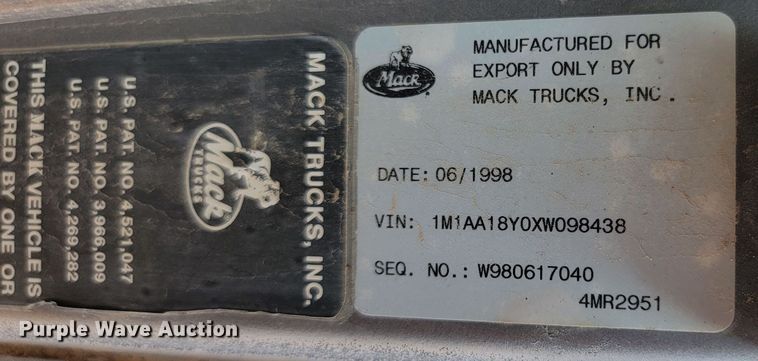 THIS MACK VEHICLE IS
COVERED BY ONE OR
U.S. PAT. NO. 4,521,047
U.S. PAT. NO. 3,966,009
U.S. PAT. NO. 4,269,282
Mack
TRUCKS
MACK TRUCKS, INC.
Mack
MANUFACTURED FOR
EXPORT ONLY BY
MACK TRUCKS, INC.
DATE: 06/1998
VIN: 1M1AA18Y0XW098438
SEQ. NO.: W980617040
4MR2951
Purple Wave Auction